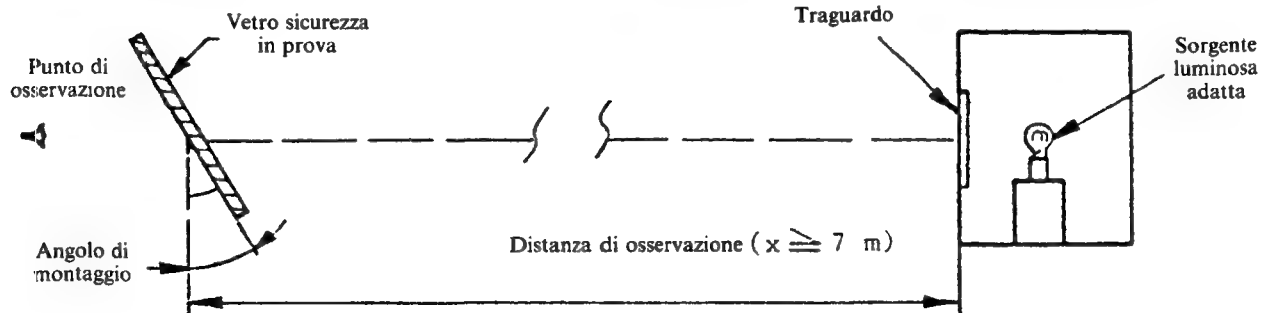 Vetro sicurezza
in prova
Traguardo
Punto di
osservazione
Sorgente
luminosa
adatta
Angolo di
montaggio
Distanza di osservazione ( x ≧ 7 m)